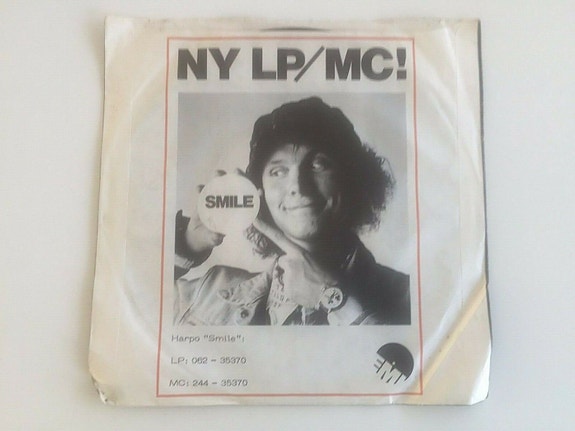 NY LP/MC!
SMILE
Harpo "Smile":
LP: 062 - 35370
MC: 244 - 35370
EMI